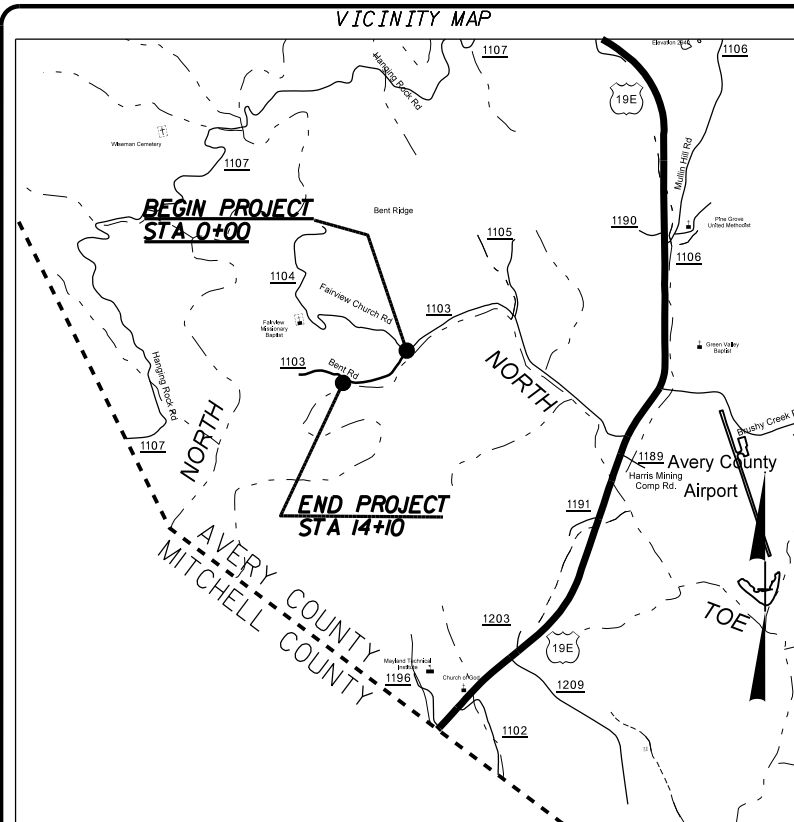 VICINITY MAP
1107
Elevation 2940
1106
Hanging Rock Rd
19E
Wiseman Cemetery
1107
Mullin Hill Rd
BEGIN PROJECT
STA 0+00
Bent Ridge
1190
Pine Grove
United Methodist
1105
1106
1104
Fairview Church Rd
1103
Fairview
Missionary
Baptist
Green Valley
Baptist
1103
Bent Rd
NORTH
Hanging Rock Rd
NORTH
Brushy Creek
1107
1189
Avery County
Airport
Harris Mining
Comp Rd.
END PROJECT
STA 14+10
1191
AVERY COUNTY
MITCHELL COUNTY
TOE
1203
19E
Mayland Technical
Institute
1196
Church of God
1209
1102